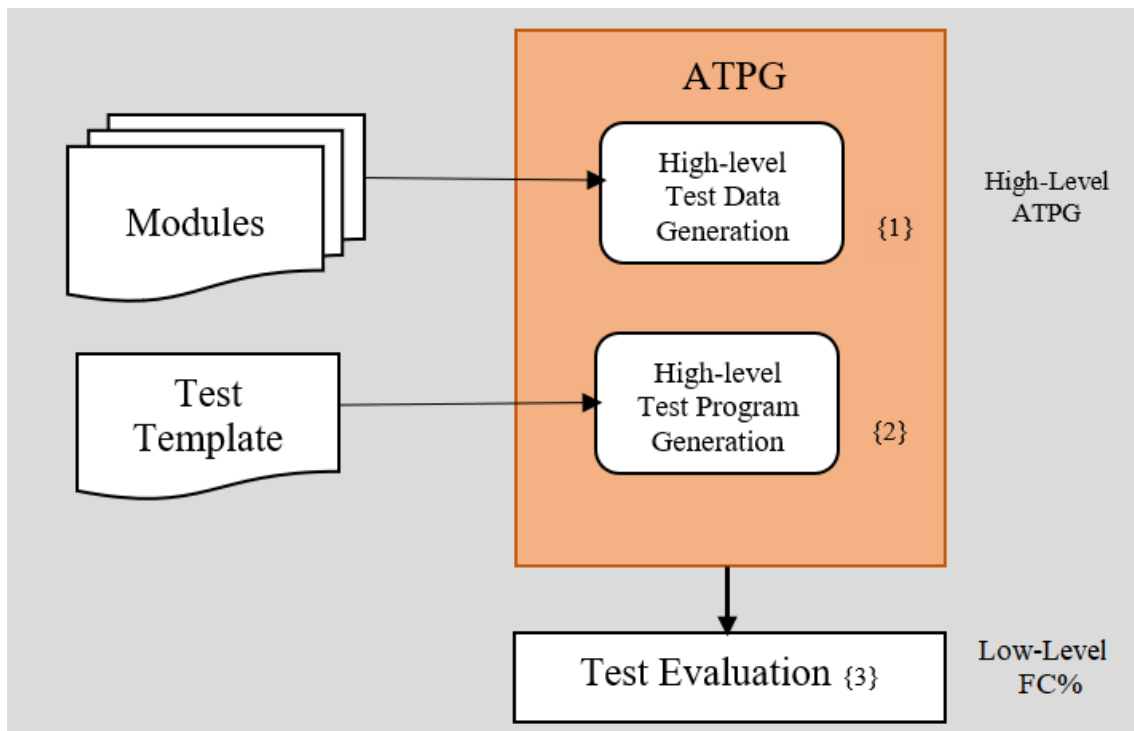 ATPG
Modules
High-level
Test Data
Generation
{1}
High-Level
ATPG
Test
Template
High-level
Test Program
Generation
{2}
Test Evaluation {3}
Low-Level
FC%